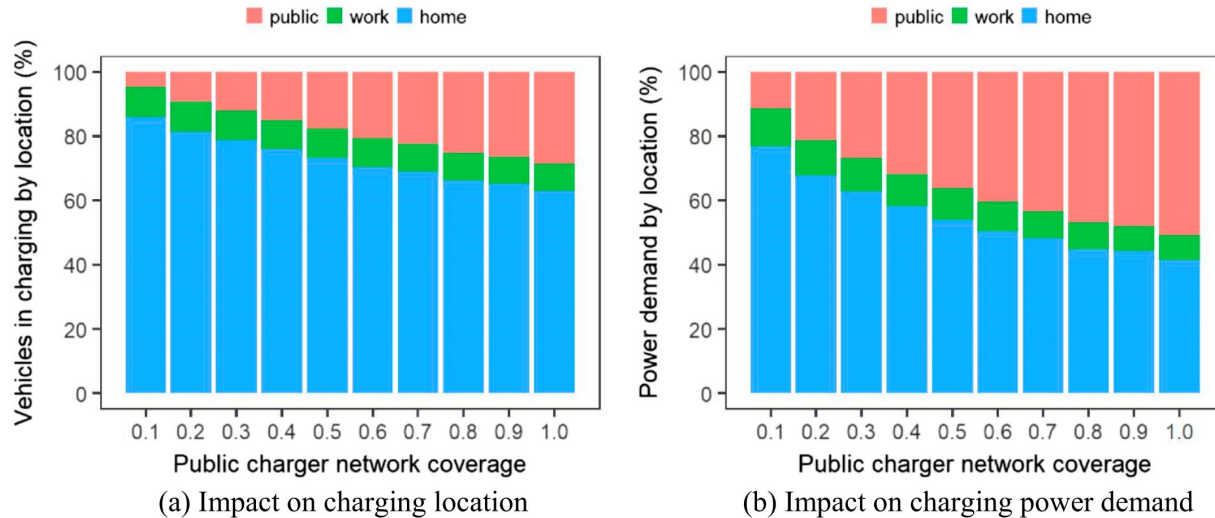 public work home
Vehicles in charging by location (%)
100
80
60
40
20
0
0.1 0.2 0.3 0.4 0.5 0.6 0.7 0.8 0.9 1.0
Public charger network coverage
(a) Impact on charging location
public work home
Power demand by location (%)
100
80
60
40
20
0
0.1 0.2 0.3 0.4 0.5 0.6 0.7 0.8 0.9 1.0
Public charger network coverage
(b) Impact on charging power demand